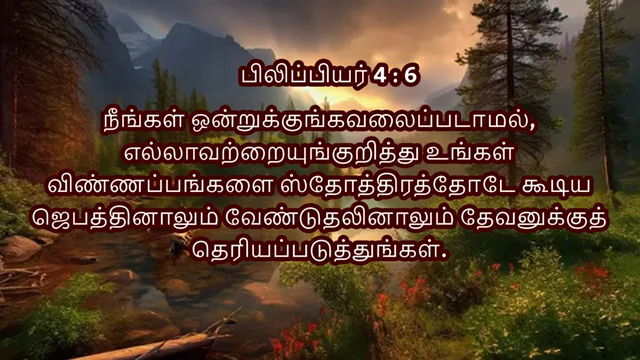 பிலிப்பியர் 4 : 6
நீங்கள் ஒன்றுக்குங்கவலைப்படாமல்,
எல்லாவற்றையுங்குறித்து உங்கள்
விண்ணப்பங்களை ஸ்தோத்திரத்தோடே கூடிய
ஜெபத்தினாலும் வேண்டுதலினாலும் தேவனுக்குத்
தெரியப்படுத்துங்கள்.